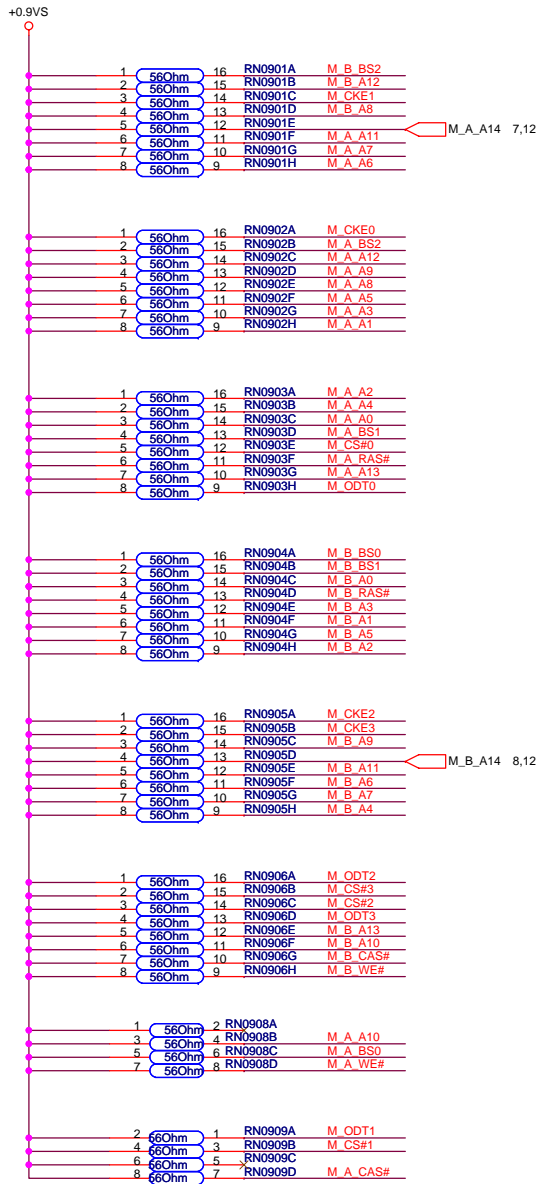 +0.9VS
1 56Ohm 16 RN0901A M_B_BS2
2 56Ohm 15 RN0901B M_B_A12
3 56Ohm 14 RN0901C M_CKE1
4 56Ohm 13 RN0901D M_B_A8
5 56Ohm 12 RN0901E M_A_A14 7,12
6 56Ohm 11 RN0901F M_A_A11
7 56Ohm 10 RN0901G M_A_A7
8 56Ohm 9 RN0901H M_A_A6
1 56Ohm 16 RN0902A M_CKE0
2 56Ohm 15 RN0902B M_A_BS2
3 56Ohm 14 RN0902C M_A_A12
4 56Ohm 13 RN0902D M_A_A9
5 56Ohm 12 RN0902E M_A_A8
6 56Ohm 11 RN0902F M_A_A5
7 56Ohm 10 RN0902G M_A_A3
8 56Ohm 9 RN0902H M_A_A1
1 56Ohm 16 RN0903A M_A_A2
2 56Ohm 15 RN0903B M_A_A4
3 56Ohm 14 RN0903C M_A_A0
4 56Ohm 13 RN0903D M_A_BS1
5 56Ohm 12 RN0903E M_CS#0
6 56Ohm 11 RN0903F M_A_RAS#
7 56Ohm 10 RN0903G M_A_A13
8 56Ohm 9 RN0903H M_ODT0
1 56Ohm 16 RN0904A M_B_BS0
2 56Ohm 15 RN0904B M_B_BS1
3 56Ohm 14 RN0904C M_B_A0
4 56Ohm 13 RN0904D M_B_RAS#
5 56Ohm 12 RN0904E M_B_A3
6 56Ohm 11 RN0904F M_B_A1
7 56Ohm 10 RN0904G M_B_A5
8 56Ohm 9 RN0904H M_B_A2
1 56Ohm 16 RN0905A M_CKE2
2 56Ohm 15 RN0905B M_CKE3
3 56Ohm 14 RN0905C M_B_A9
4 56Ohm 13 RN0905D M_B_A14 8,12
5 56Ohm 12 RN0905E M_B_A11
6 56Ohm 11 RN0905F M_B_A6
7 56Ohm 10 RN0905G M_B_A7
8 56Ohm 9 RN0905H M_B_A4
1 56Ohm 16 RN0906A M_ODT2
2 56Ohm 15 RN0906B M_CS#3
3 56Ohm 14 RN0906C M_CS#2
4 56Ohm 13 RN0906D M_ODT3
5 56Ohm 12 RN0906E M_B_A13
6 56Ohm 11 RN0906F M_B_A10
7 56Ohm 10 RN0906G M_B_CAS#
8 56Ohm 9 RN0906H M_B_WE#
1 56Ohm 2 RN0908A
3 56Ohm 4 RN0908B M_A_A10
5 56Ohm 6 RN0908C M_A_BS0
7 56Ohm 8 RN0908D M_A_WE#
2 56Ohm 1 RN0909A M_ODT1
4 56Ohm 3 RN0909B M_CS#1
6 56Ohm 5 RN0909C
8 56Ohm 7 RN0909D M_A_CAS#